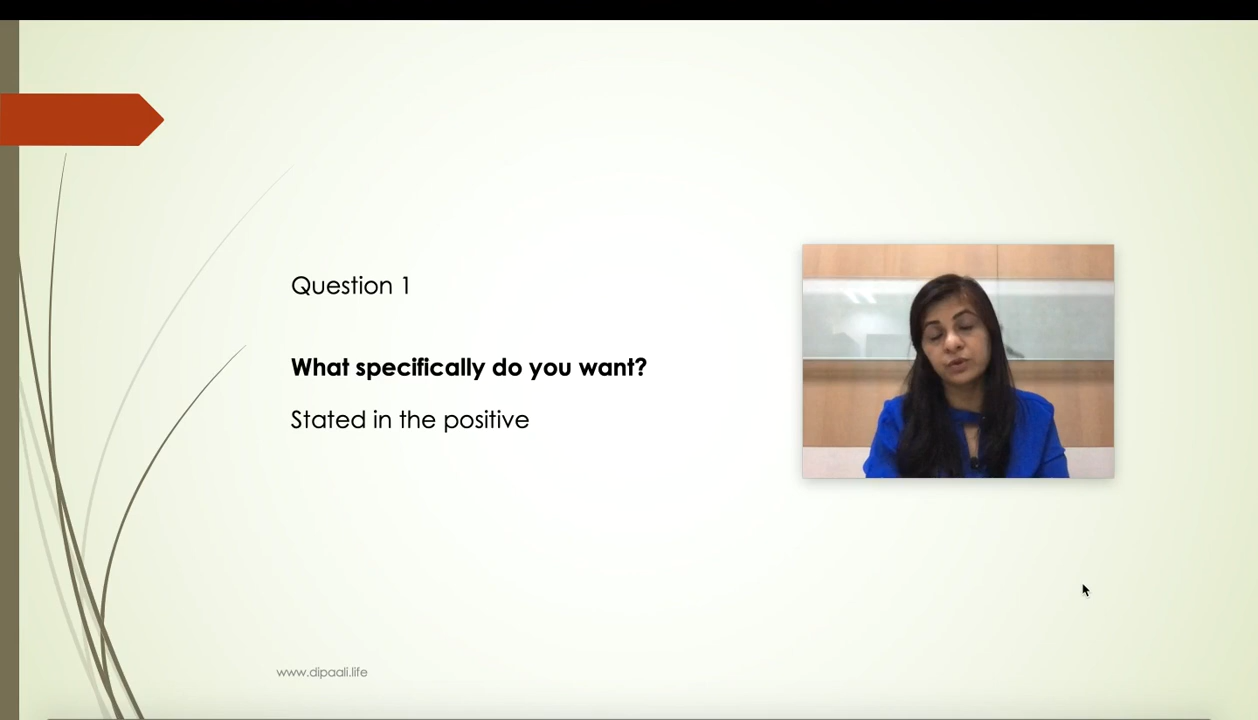 Question 1
What specifically do you want?
Stated in the positive
www.dipaali.life